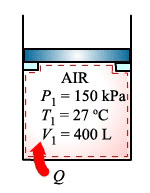 AIR
P₁ = 150 kPa
T₁ = 27 °C
V₁ = 400 L
Q